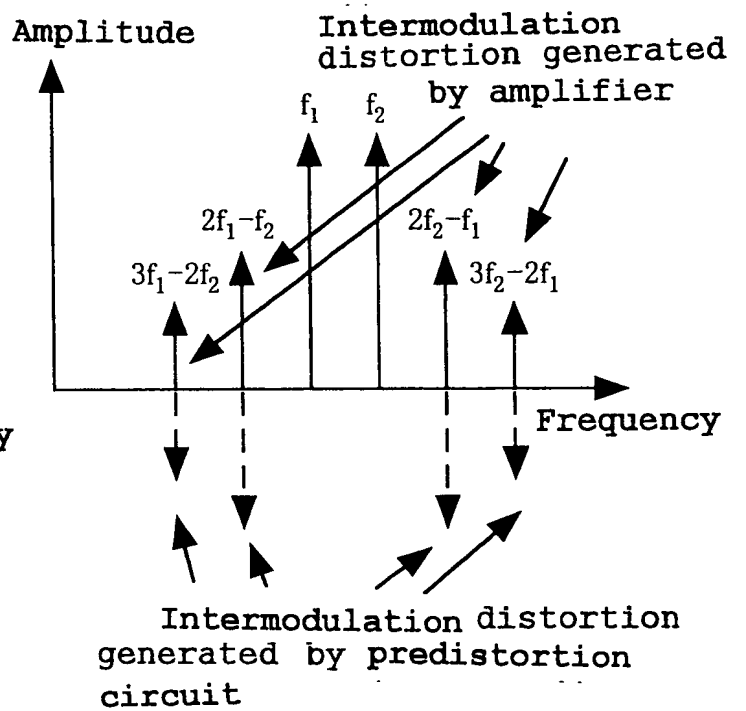 Amplitude
Intermodulation
distortion generated
by amplifier
f₁
f₂
2f₁−f₂
2f₂−f₁
3f₁−2f₂
3f₂−2f₁
Frequency
y
Intermodulation distortion
generated by predistortion
circuit